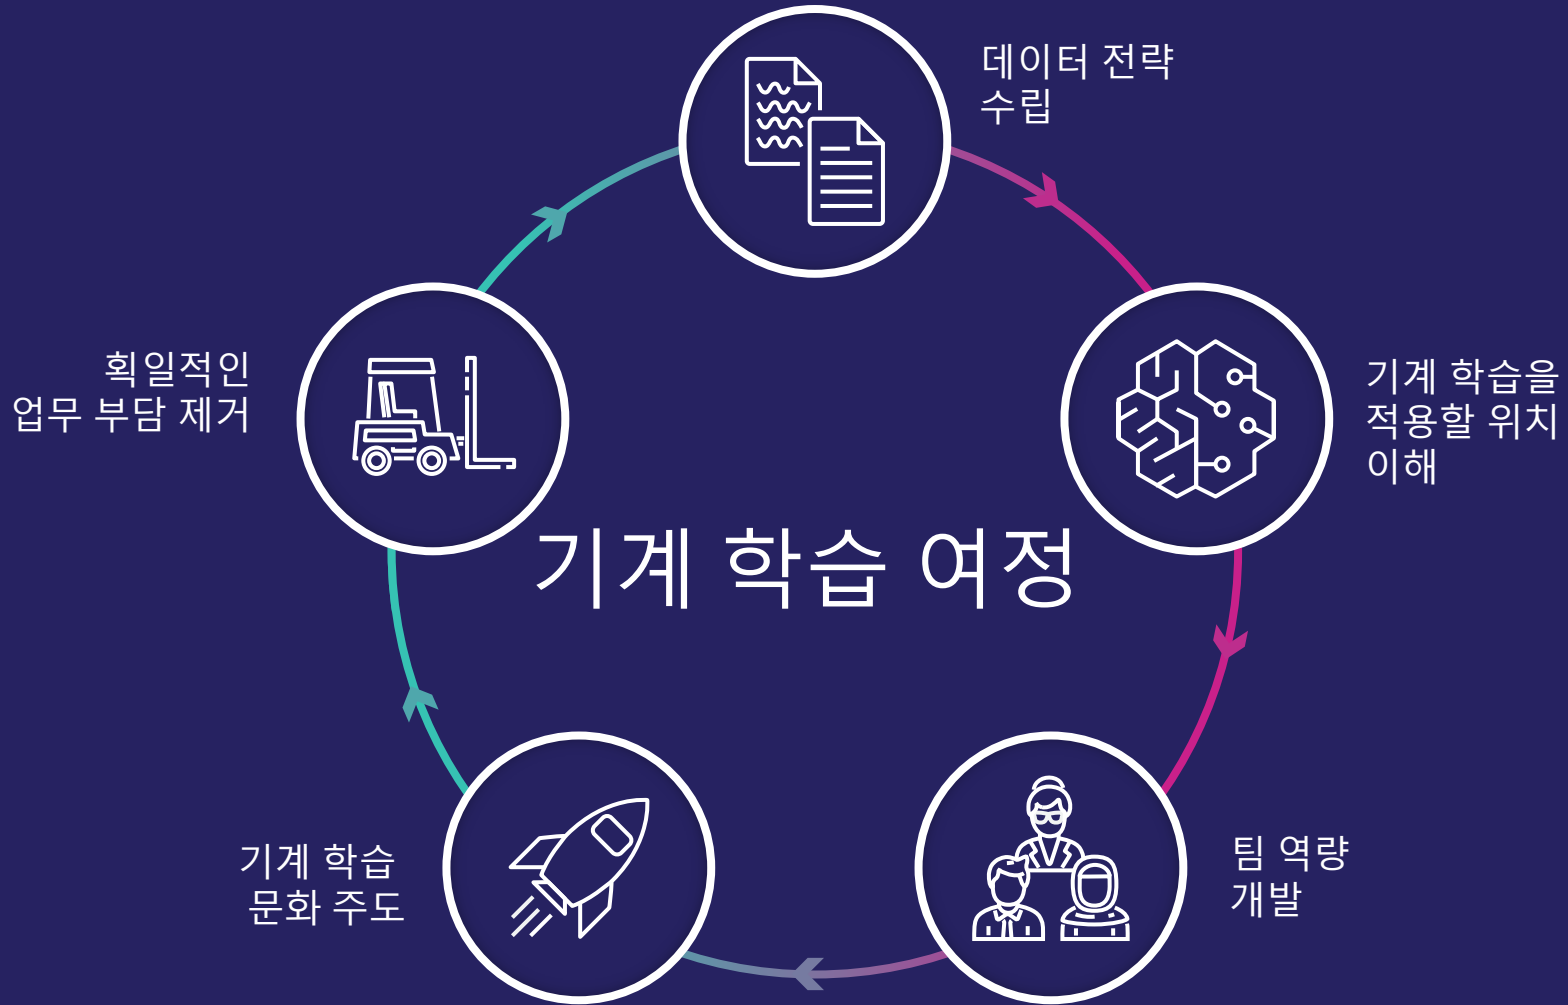 데이터 전략
수립
획일적인
업무 부담 제거
기계 학습을
적용할 위치
이해
기계 학습 여정
팀 역량
개발
기계 학습
문화 주도